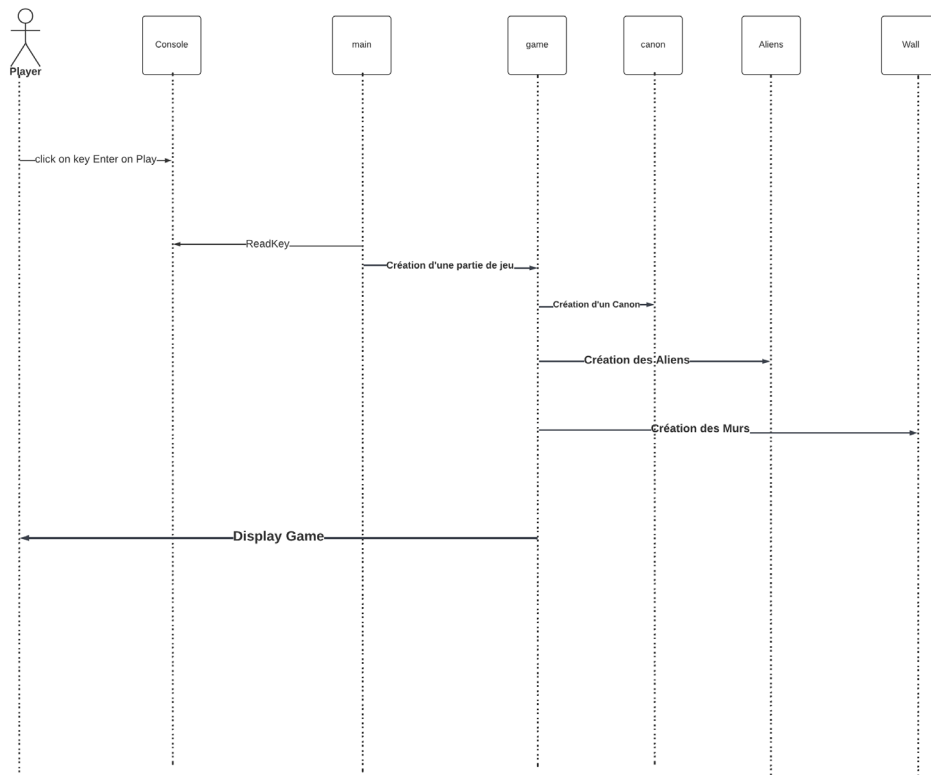 Player
Console
main
game
canon
Aliens
Wall
click on key Enter on Play
ReadKey
Création d'une partie de jeu
Création d'un Canon
Création des Aliens
Création des Murs
Display Game